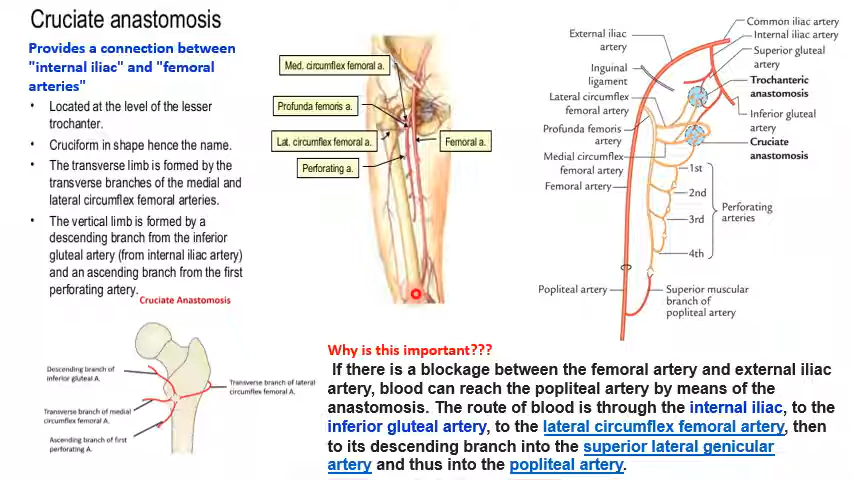 Cruciate anastomosis
Provides a connection between
"internal iliac" and "femoral
arteries"
• Located at the level of the lesser
trochanter.
• Cruciform in shape hence the name.
• The transverse limb is formed by the
transverse branches of the medial and
lateral circumflex femoral arteries.
• The vertical limb is formed by a
descending branch from the inferior
gluteal artery (from internal iliac artery)
and an ascending branch from the first
perforating artery.
Cruciate Anastomosis
Descending branch of
inferior gluteal A.
Transverse branch of lateral
circumflex femoral A.
Transverse branch of medial
circumflex femoral A.
Ascending branch of first
perforating A.
Med. circumflex femoral a.
Profunda femoris a.
Lat. circumflex femoral a.
Femoral a.
Perforating a.
Common iliac artery
Internal iliac artery
Superior gluteal
artery
Trochanteric
anastomosis
Inferior gluteal
artery
Cruciate
anastomosis
External iliac
artery
Inguinal
ligament
Lateral circumflex
femoral artery
Profunda femoris
artery
Medial circumflex
femoral artery
Femoral artery
1st
2nd
3rd
4th
Perforating
arteries
Popliteal artery
Superior muscular
branch of
popliteal artery
Why is this important???
If there is a blockage between the femoral artery and external iliac
artery, blood can reach the popliteal artery by means of the
anastomosis. The route of blood is through the internal iliac, to the
inferior gluteal artery, to the lateral circumflex femoral artery, then
to its descending branch into the superior lateral genicular
artery and thus into the popliteal artery.